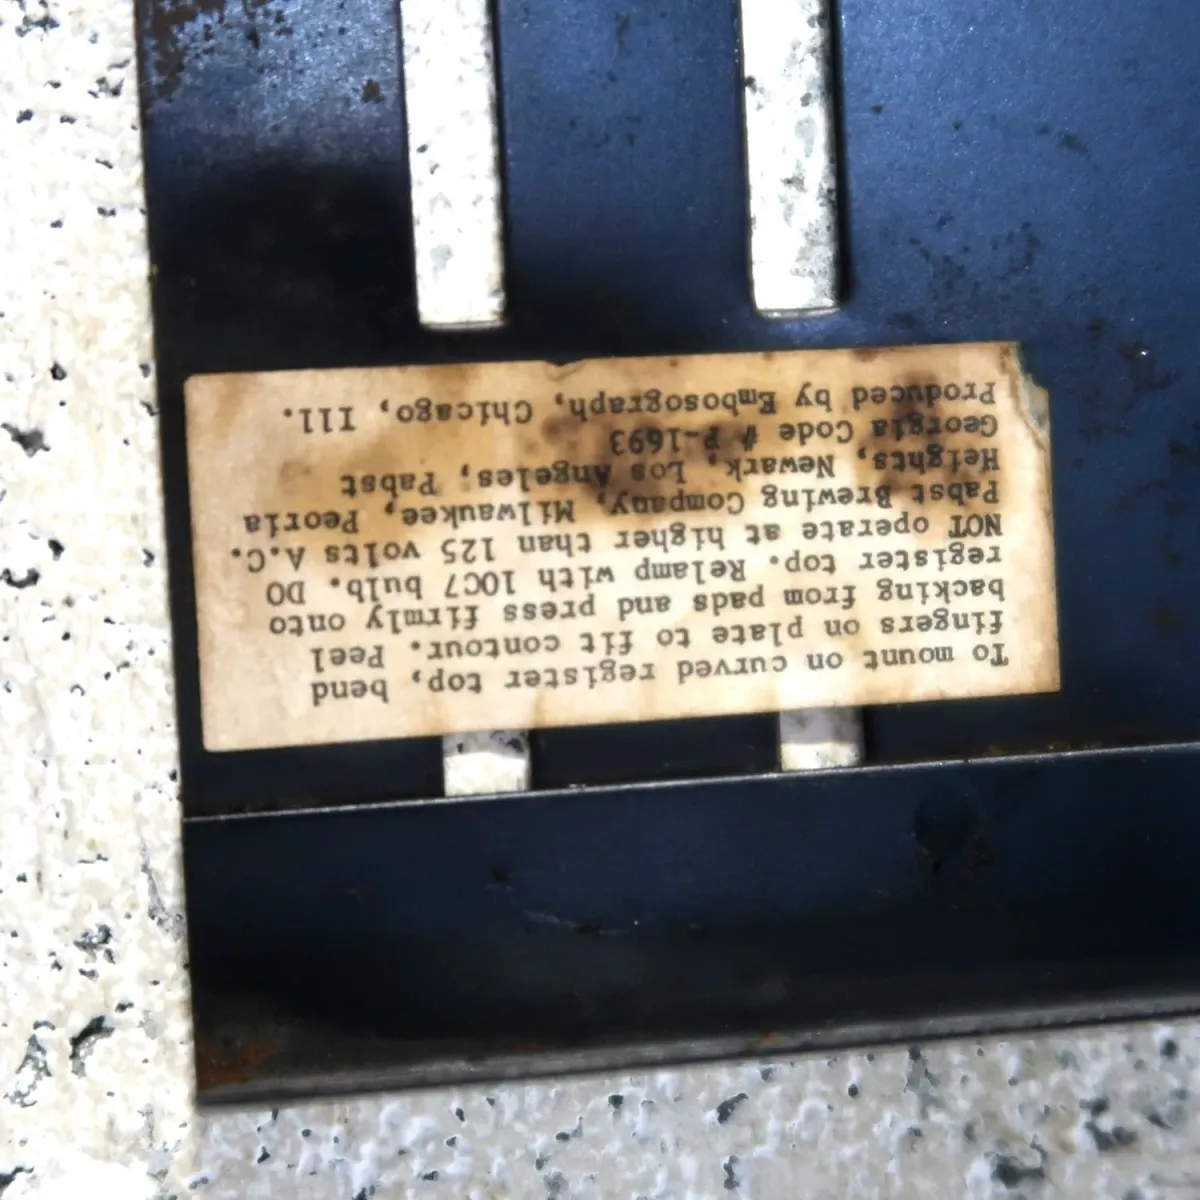 To mount on curved register top, bend
fingers on plate to fit contour. Peel
backing from pads and press firmly onto
register top. Relamp with 10C7 bulb. DO
NOT operate at higher than 125 volts A.C.
Pabst Brewing Company, Milwaukee, Peoria
Heights, Newark, Los Angeles, Pabst
Georgia Code # P-1693
Produced by Embosograph, Chicago, Ill.